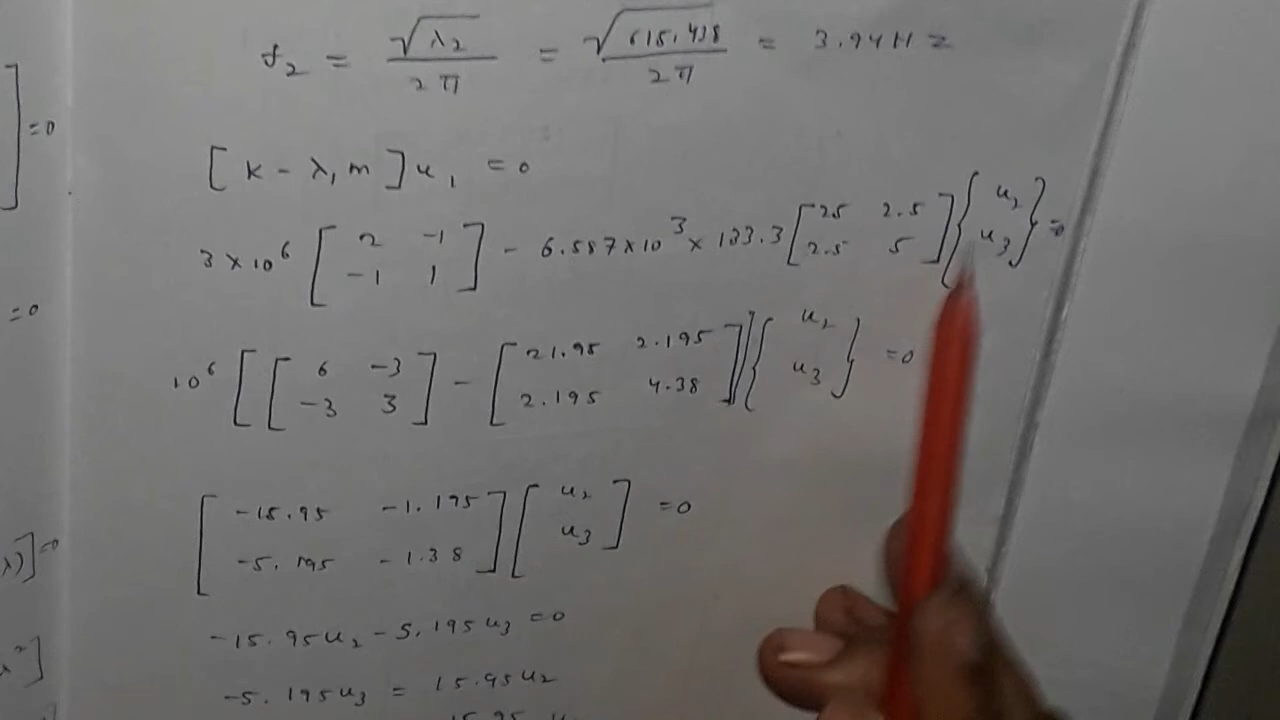 f₂ = √λ₂ / 2π = √615.438 / 2π = 3.94Hz
] =0
[ K - λ, m ] u₁ = 0
3 × 10⁶ [ 2 -1 ; -1 1 ] - 6.587×10³ × 133.3 [ 25 2.5 ; 2.5 5 ] { u₂ ; u₃ } =0
=0
10⁶ [ [ 6 -3 ; -3 3 ] - [ 21.95 2.195 ; 2.195 4.38 ] ] { u₂ ; u₃ } =0
[ -15.95 -1.195 ; -5.195 -1.38 ] [ u₂ ; u₃ ] =0
λ)] =0
-15.95u₂ - 5.195u₃ =0
-5.195u₃ = 15.95u₂